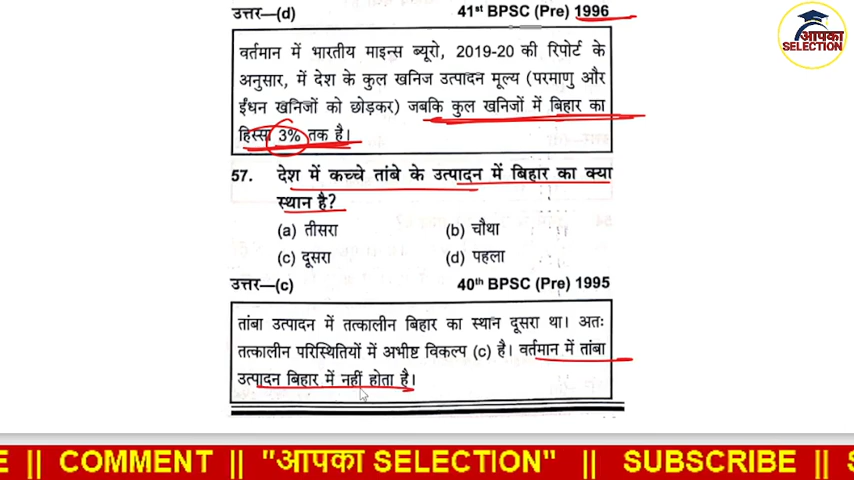 उत्तर—(d) 41st BPSC (Pre) 1996
वर्तमान में भारतीय माइन्स ब्यूरो, 2019-20 की रिपोर्ट के
अनुसार, में देश के कुल खनिज उत्पादन मूल्य (परमाणु और
ईंधन खनिजों को छोड़कर) जबकि कुल खनिजों में बिहार का
हिस्सा 3% तक है।
57. देश में कच्चे तांबे के उत्पादन में बिहार का क्या
स्थान है?
(a) तीसरा (b) चौथा
(c) दूसरा (d) पहला
उत्तर—(c) 40th BPSC (Pre) 1995
तांबा उत्पादन में तत्कालीन बिहार का स्थान दूसरा था। अतः
तत्कालीन परिस्थितियों में अभीष्ट विकल्प (c) है। वर्तमान में तांबा
उत्पादन बिहार में नहीं होता है।
आपका
SELECTION
E || COMMENT || "आपका SELECTION" || SUBSCRIBE || S